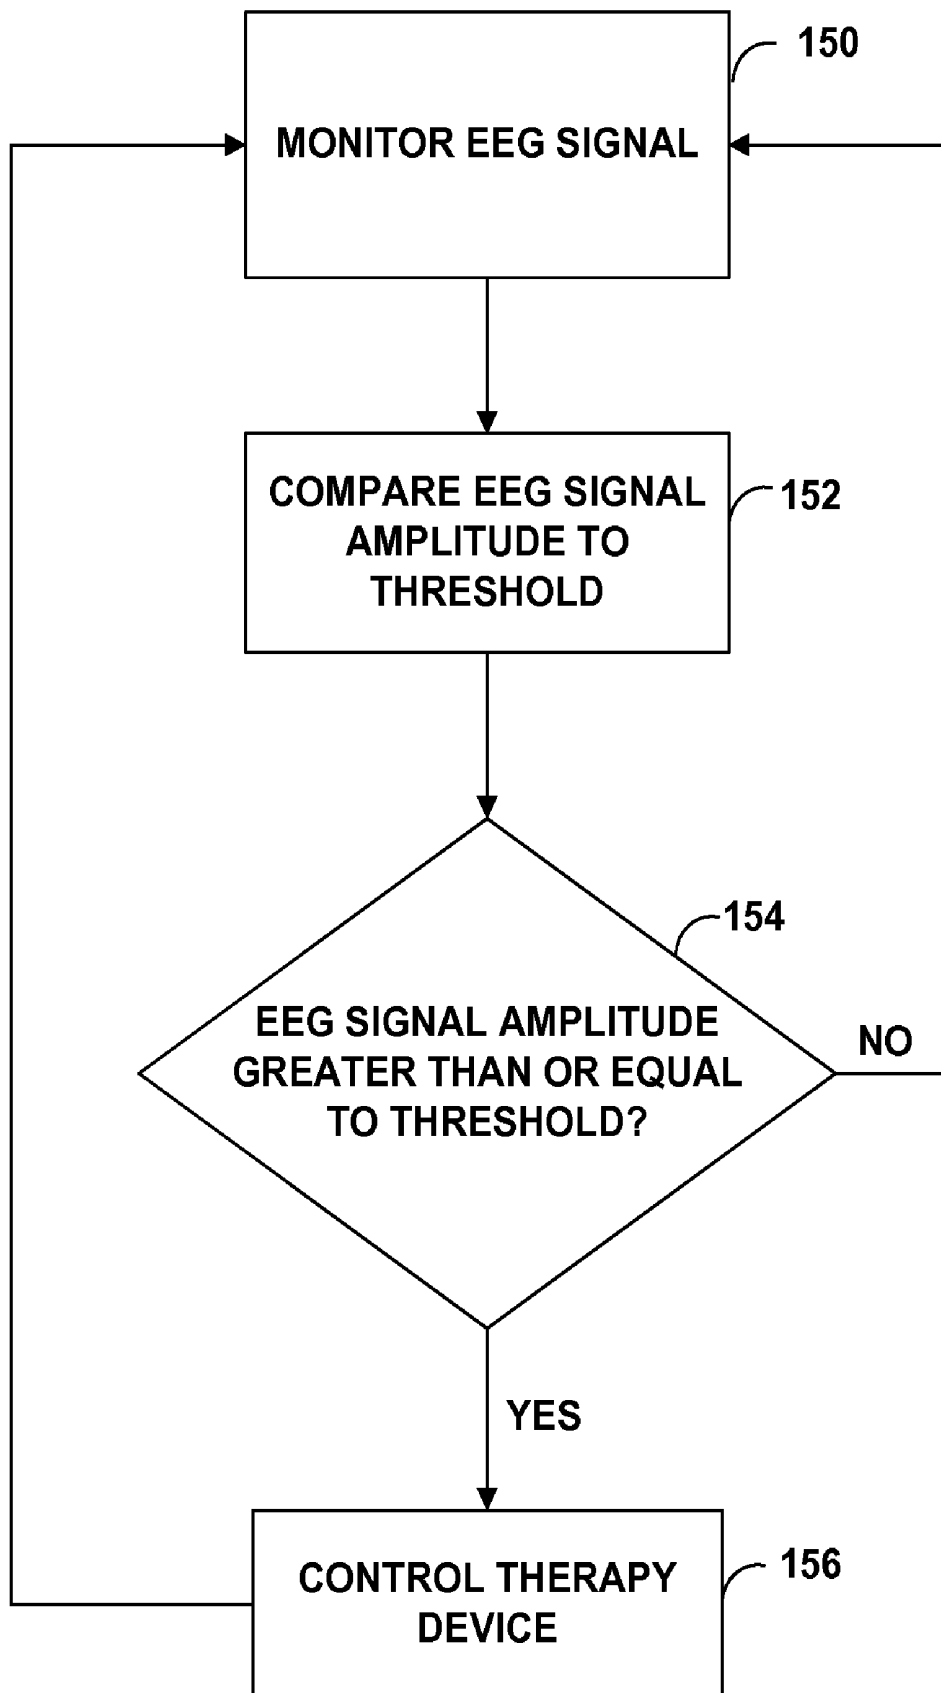 150
MONITOR EEG SIGNAL
COMPARE EEG SIGNAL
AMPLITUDE TO
THRESHOLD
152
154
EEG SIGNAL AMPLITUDE
GREATER THAN OR EQUAL
TO THRESHOLD?
NO
YES
CONTROL THERAPY
DEVICE
156